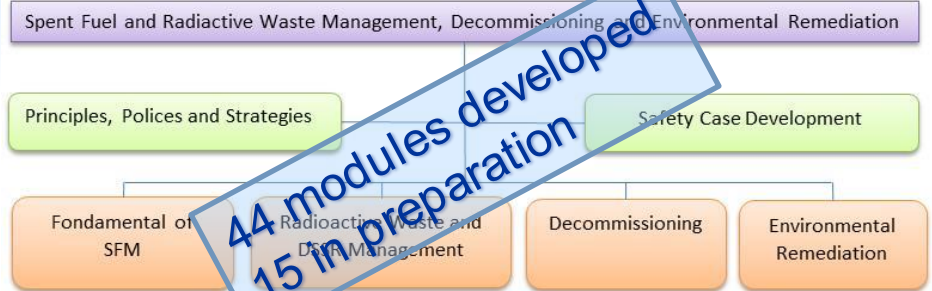 Spent Fuel and Radiactive Waste Management, Decommissioning and Environmental Remediation
Principles, Polices and Strategies
Safety Case Development
44 modules developed
15 in preparation
Fondamental of
SFM
Radioactive Waste and
DSSR Management
Decommissioning
Environmental
Remediation